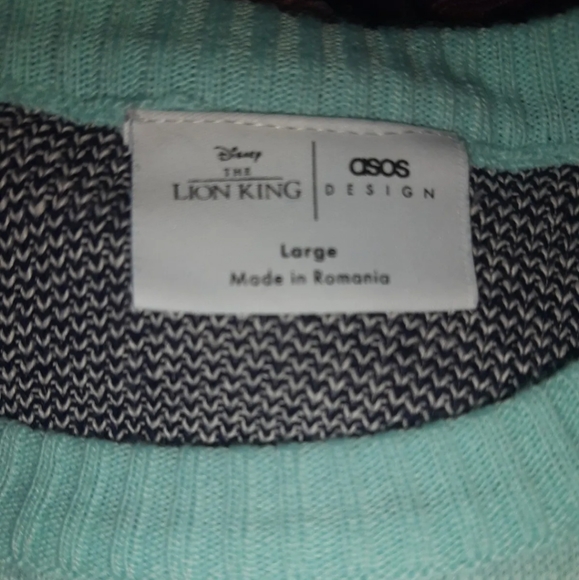 Disney
THE
LION KING
asos
DESIGN
Large
Made in Romania